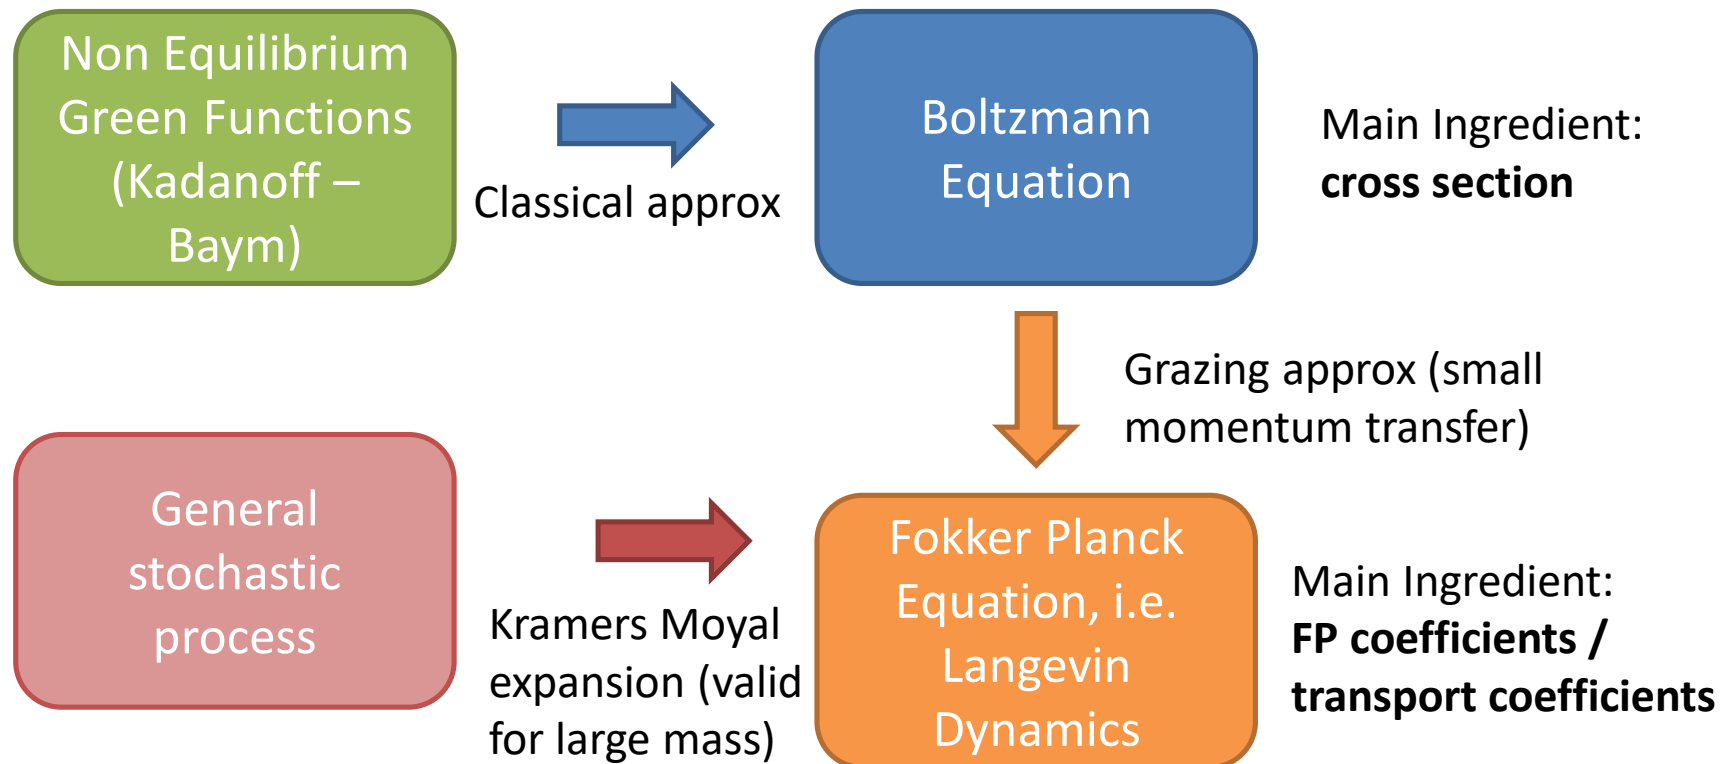 Non Equilibrium
Green Functions
(Kadanoff –
Baym)
Classical approx
Boltzmann
Equation
Main Ingredient:
cross section
Grazing approx (small
momentum transfer)
General
stochastic
process
Kramers Moyal
expansion (valid
for large mass)
Fokker Planck
Equation, i.e.
Langevin
Dynamics
Main Ingredient:
FP coefficients /
transport coefficients